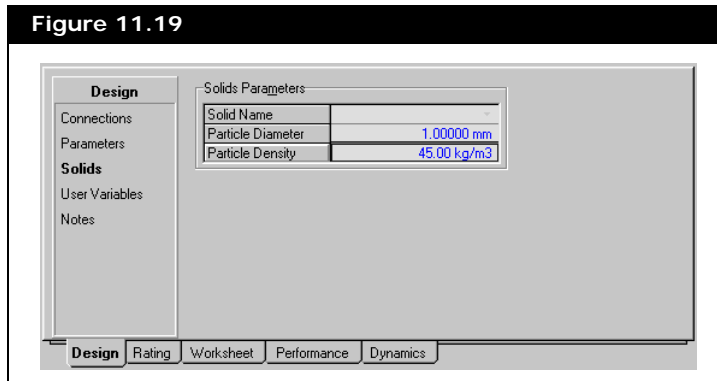 Figure 11.19
Design
Connections
Parameters
Solids
User Variables
Notes
Solids Parameters
Solid Name
Particle Diameter 1.00000 mm
Particle Density 45.00 kg/m3
Design Rating Worksheet Performance Dynamics